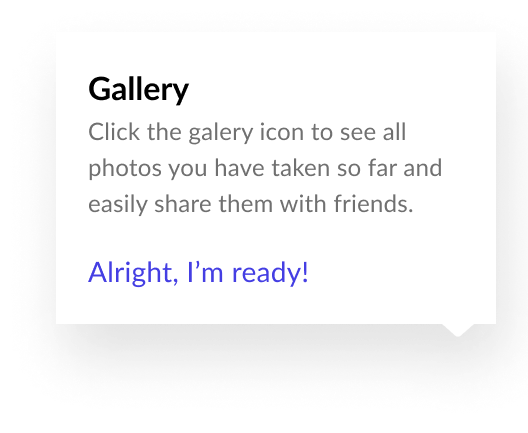 Gallery
Click the galery icon to see all
photos you have taken so far and
easily share them with friends.
Alright, I’m ready!